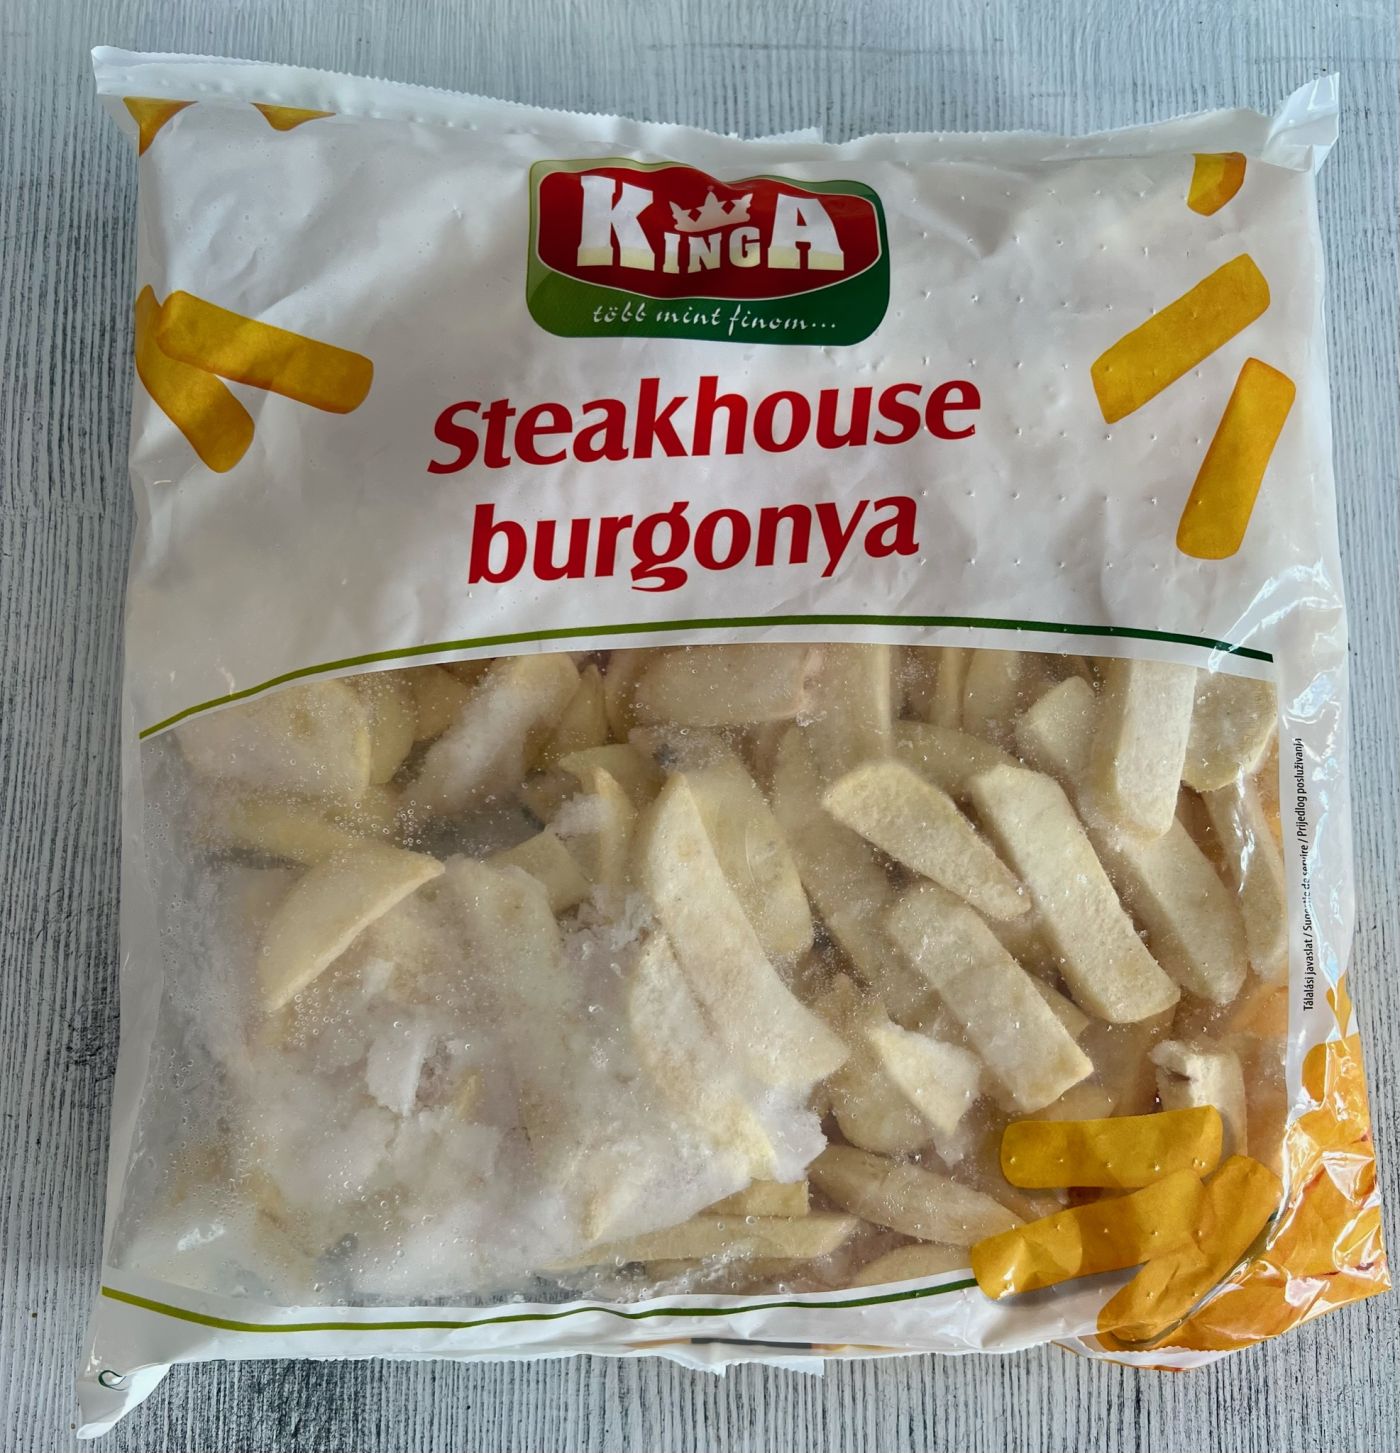 KINGA
több mint finom...
Steakhouse
burgonya
Tálalási javaslat / Sugestie de servire / Prijedlog posluživanja